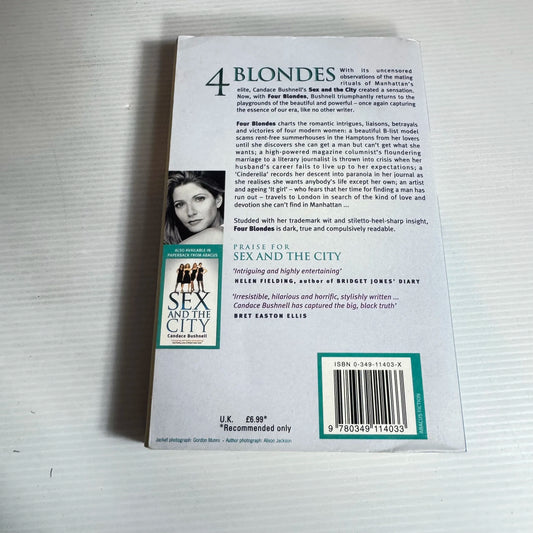 4 BLONDES
With its uncensored
observations of the mating
rituals of Manhattan's
elite, Candace Bushnell's Sex and the City created a sensation.
Now, with Four Blondes, Bushnell triumphantly returns to the
playgrounds of the beautiful and powerful – once again capturing
the essence of our era, like no other writer.
Four Blondes charts the romantic intrigues, liaisons, betrayals
and victories of four modern women: a beautiful B-list model
scams rent-free summerhouses in the Hamptons from her lovers
until she discovers she can get a man but can't get what she
wants; a high-powered magazine columnist's floundering
marriage to a literary journalist is thrown into crisis when her
husband's career fails to live up to her expectations; a
'Cinderella' records her descent into paranoia in her journal as
she realises she wants anybody's life except her own; an artist
and ageing 'It girl' – who fears that her time for finding a man has
run out – travels to London in search of the kind of love and
devotion she can't find in Manhattan ...
Studded with her trademark wit and stiletto-heel-sharp insight,
Four Blondes is dark, true and compulsively readable.
PRAISE FOR
SEX AND THE CITY
'Intriguing and highly entertaining'
HELEN FIELDING, author of BRIDGET JONES' DIARY
'Irresistible, hilarious and horrific, stylishly written ...
Candace Bushnell has captured the big, black truth'
BRET EASTON ELLIS
ALSO AVAILABLE IN
PAPERBACK FROM ABACUS
SEX
AND THE
CITY
Candace Bushnell
U.K. £6.99*
*Recommended only
ISBN 0-349-11403-X
9 780349 114033
ABACUS FICTION
Jacket photograph: Gordon Munro • Author photograph: Alison Jackson